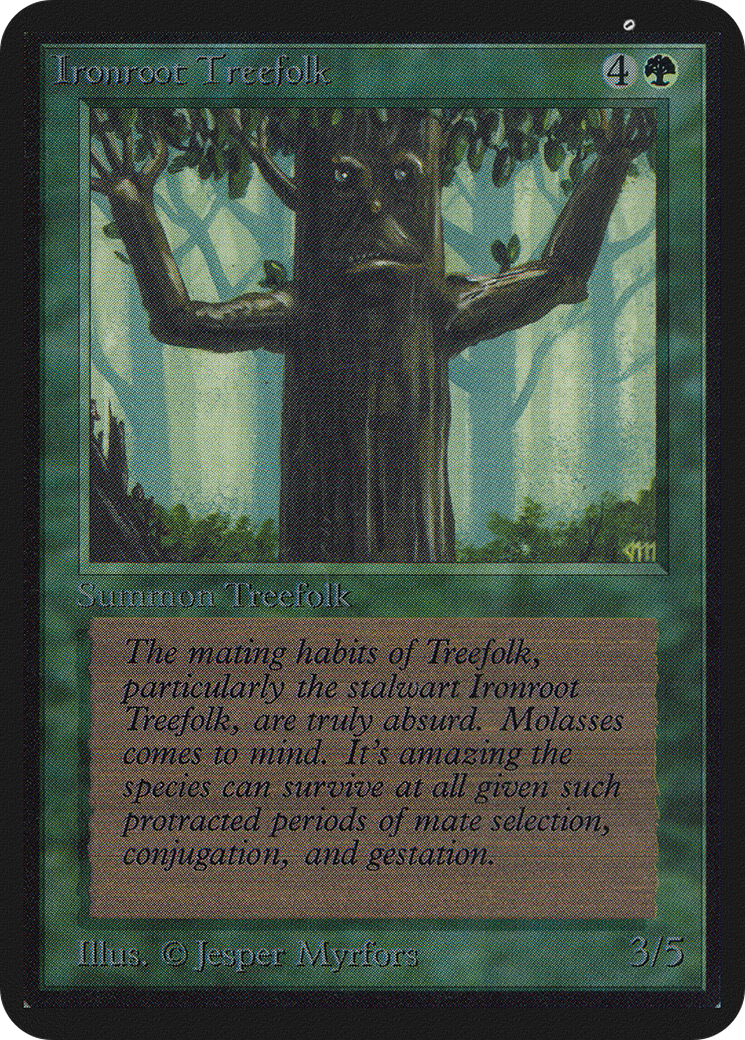 Ironroot Treefolk 4
Summon Treefolk
The mating habits of Treefolk,
particularly the stalwart Ironroot
Treefolk, are truly absurd. Molasses
comes to mind. It's amazing the
species can survive at all given such
protracted periods of mate selection,
conjugation, and gestation.
Illus. © Jesper Myrfors 3/5